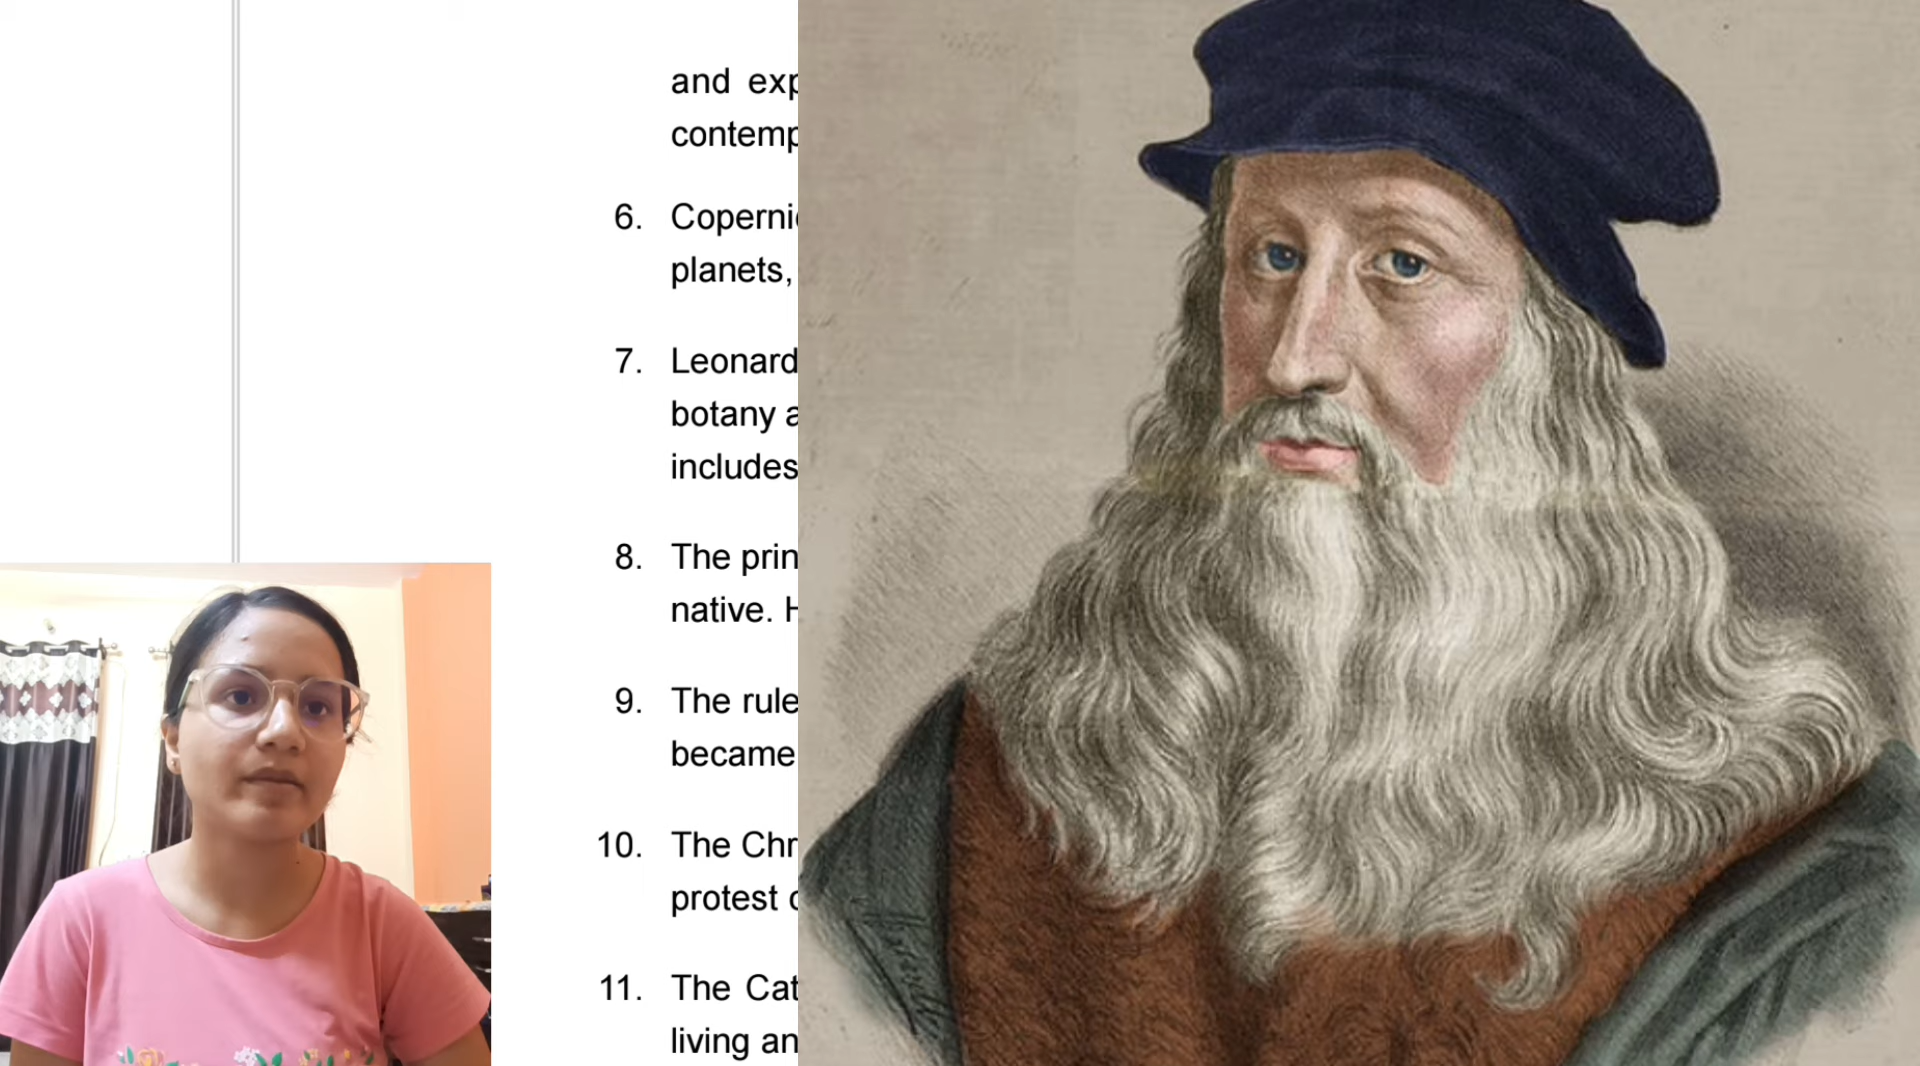 and exp
contemp
6. Coperni
planets,
7. Leonard
botany a
includes
8. The prin
native. H
9. The rule
became
10. The Chr
protest
11. The Cat
living an